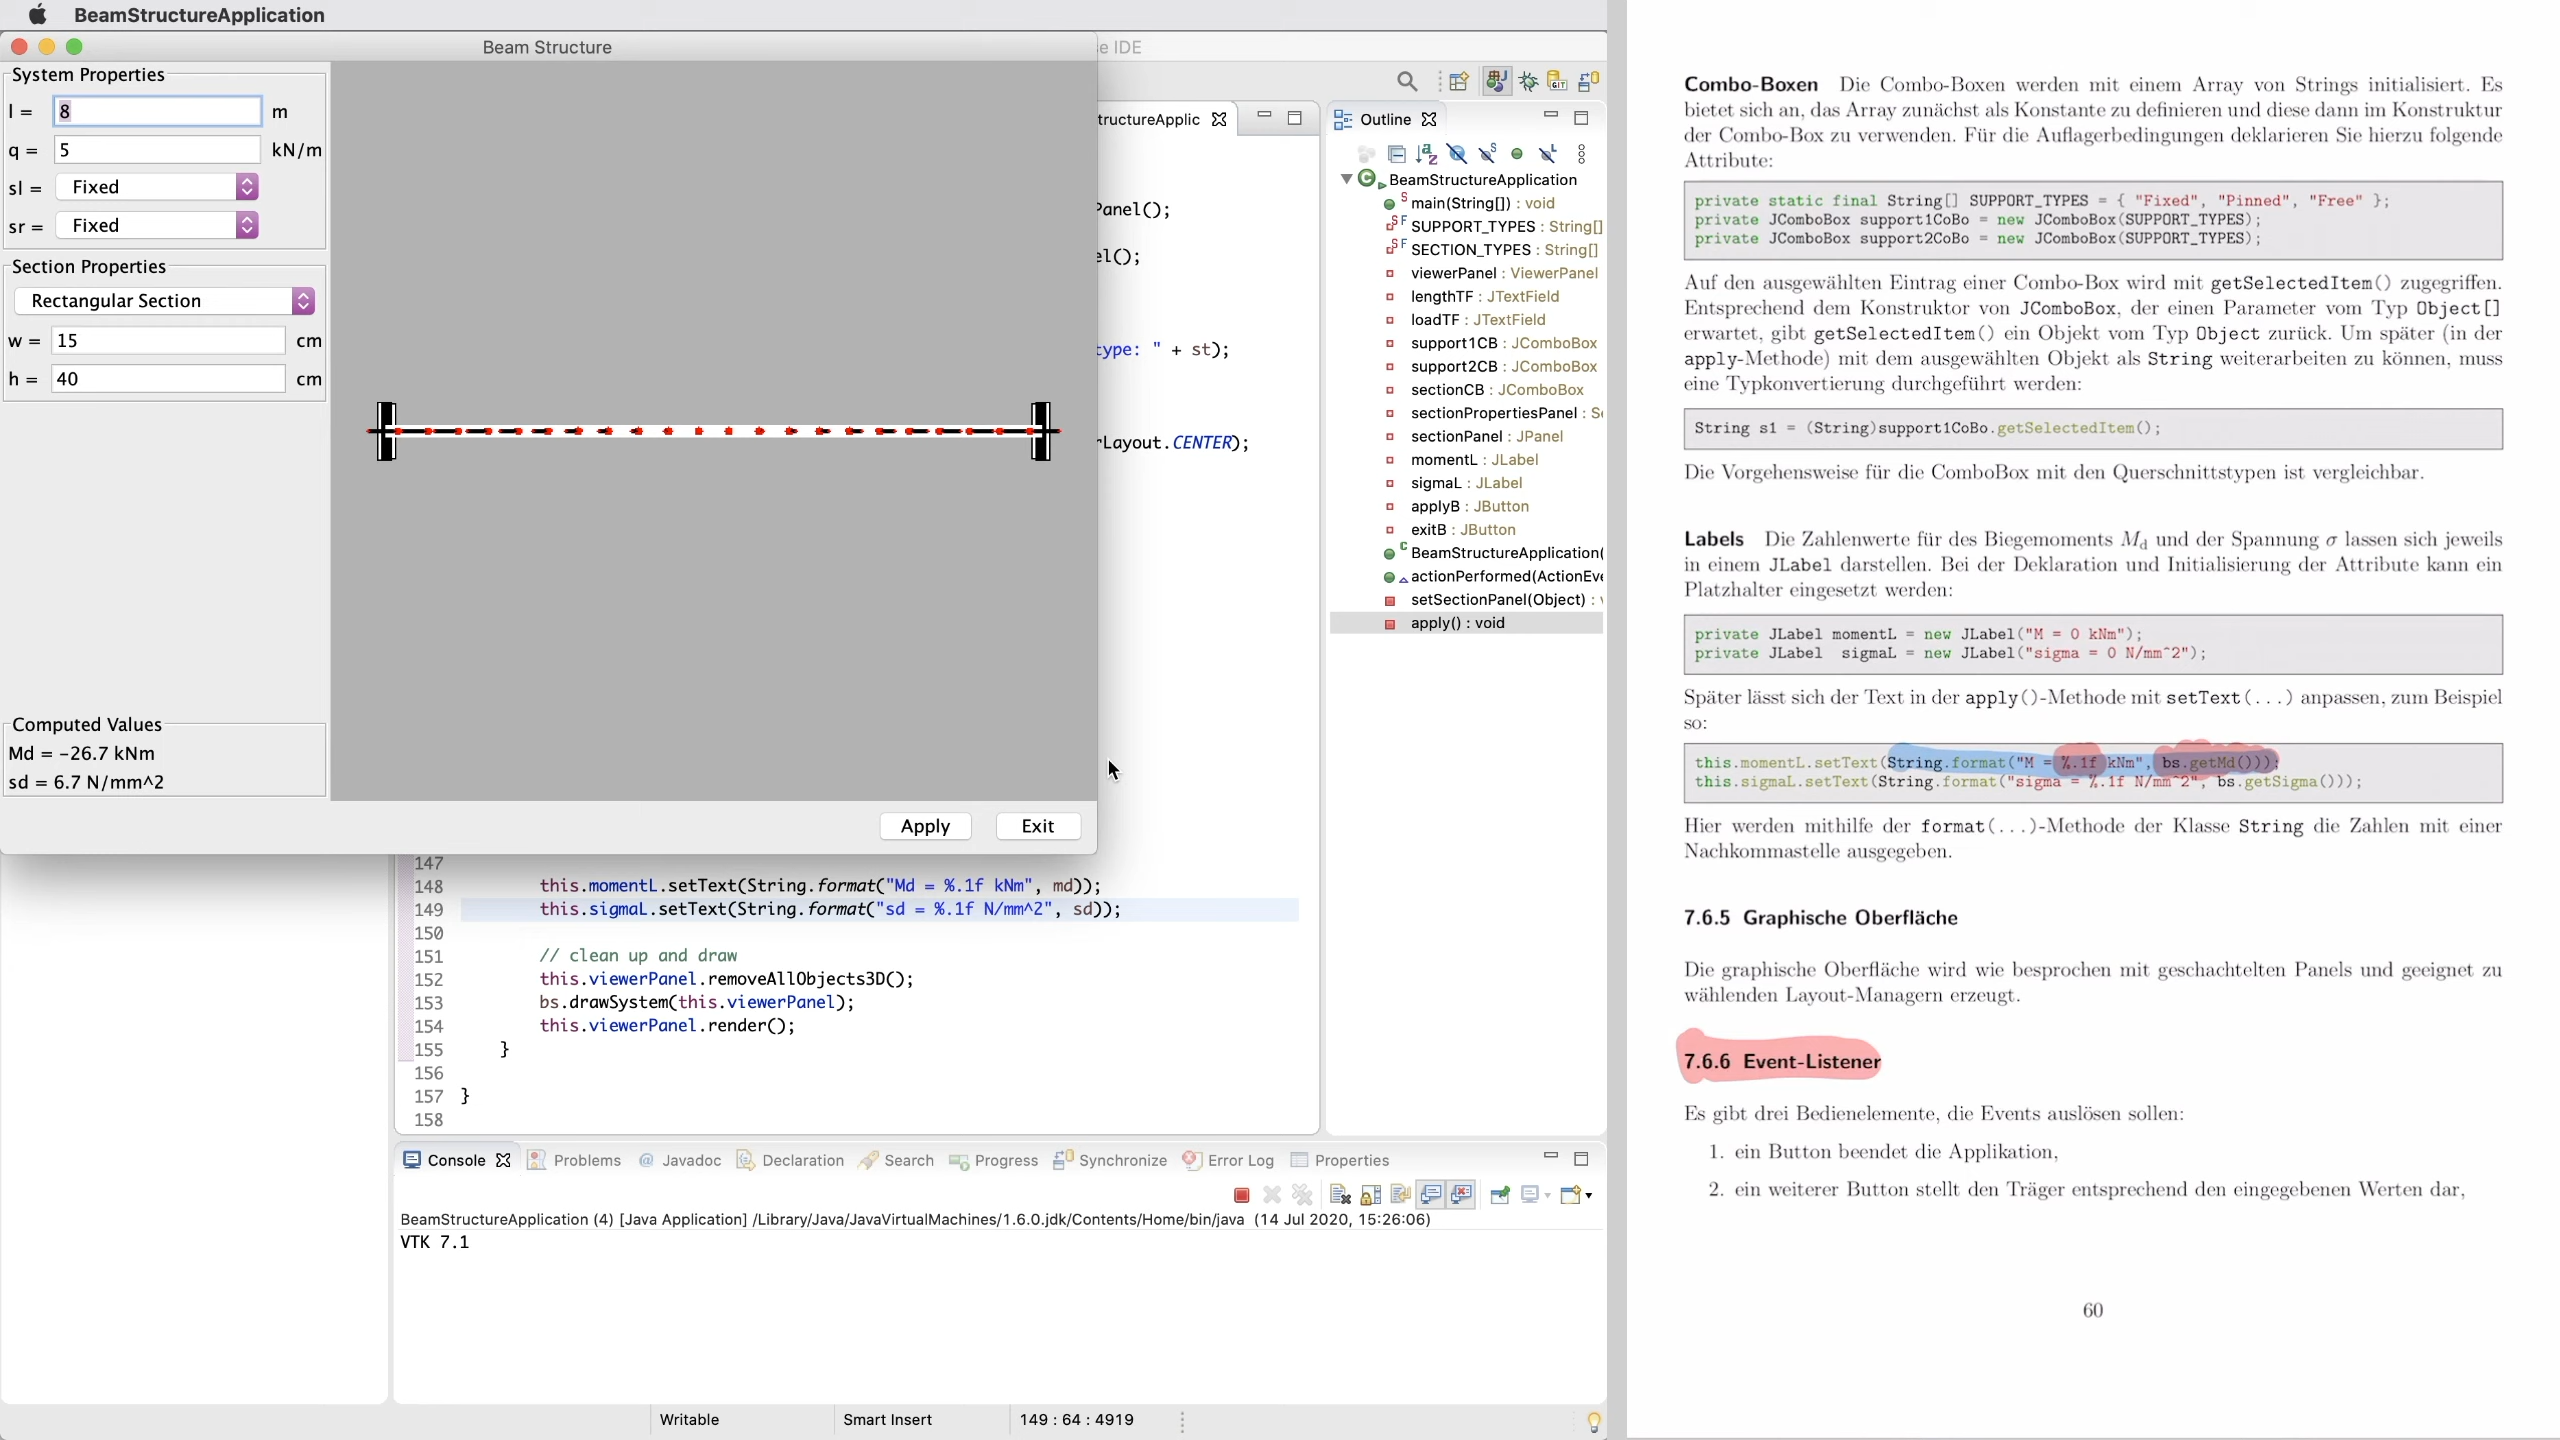 BeamStructureApplication
Beam Structure
System Properties
l = 8 m
q = 5 kN/m
sl = Fixed
sr = Fixed
Section Properties
Rectangular Section
w = 15 cm
h = 40 cm
Computed Values
Md = -26.7 kNm
sd = 6.7 N/mm^2
Apply Exit
e IDE
tructureApplic
Panel();
el();
type: " + st);
rLayout.CENTER);
147
148 this.momentL.setText(String.format("Md = %.1f kNm", md));
149 this.sigmaL.setText(String.format("sd = %.1f N/mm^2", sd));
150
151 // clean up and draw
152 this.viewerPanel.removeAllObjects3D();
153 bs.drawSystem(this.viewerPanel);
154 this.viewerPanel.render();
155 }
156
157 }
158
Outline
BeamStructureApplication
main(String[]) : void
SUPPORT_TYPES : String[]
SECTION_TYPES : String[]
viewerPanel : ViewerPanel
lengthTF : JTextField
loadTF : JTextField
support1CB : JComboBox
support2CB : JComboBox
sectionCB : JComboBox
sectionPropertiesPanel : Se
sectionPanel : JPanel
momentL : JLabel
sigmaL : JLabel
applyB : JButton
exitB : JButton
BeamStructureApplication(
actionPerformed(ActionEve
setSectionPanel(Object) : v
apply() : void
Console Problems Javadoc Declaration Search Progress Synchronize Error Log Properties
BeamStructureApplication (4) [Java Application] /Library/Java/JavaVirtualMachines/1.6.0.jdk/Contents/Home/bin/java (14 Jul 2020, 15:26:06)
VTK 7.1
Writable Smart Insert 149 : 64 : 4919
Combo-Boxen Die Combo-Boxen werden mit einem Array von Strings initialisiert. Es
bietet sich an, das Array zunächst als Konstante zu definieren und diese dann im Konstruktur
der Combo-Box zu verwenden. Für die Auflagerbedingungen deklarieren Sie hierzu folgende
Attribute:
private static final String[] SUPPORT_TYPES = { "Fixed", "Pinned", "Free" };
private JComboBox support1CoBo = new JComboBox(SUPPORT_TYPES);
private JComboBox support2CoBo = new JComboBox(SUPPORT_TYPES);
Auf den ausgewählten Eintrag einer Combo-Box wird mit getSelectedItem() zugegriffen.
Entsprechend dem Konstruktor von JComboBox, der einen Parameter vom Typ Object[]
erwartet, gibt getSelectedItem() ein Objekt vom Typ Object zurück. Um später (in der
apply-Methode) mit dem ausgewählten Objekt als String weiterarbeiten zu können, muss
eine Typkonvertierung durchgeführt werden:
String s1 = (String)support1CoBo.getSelectedItem();
Die Vorgehensweise für die ComboBox mit den Querschnittstypen ist vergleichbar.
Labels Die Zahlenwerte für des Biegemoments Md und der Spannung σ lassen sich jeweils
in einem JLabel darstellen. Bei der Deklaration und Initialisierung der Attribute kann ein
Platzhalter eingesetzt werden:
private JLabel momentL = new JLabel("M = 0 kNm");
private JLabel sigmaL = new JLabel("sigma = 0 N/mm^2");
Später lässt sich der Text in der apply()-Methode mit setText(...) anpassen, zum Beispiel
so:
this.momentL.setText(String.format("M = %.1f kNm", bs.getMd()));
this.sigmaL.setText(String.format("sigma = %.1f N/mm^2", bs.getSigma()));
Hier werden mithilfe der format(...)-Methode der Klasse String die Zahlen mit einer
Nachkommastelle ausgegeben.
7.6.5 Graphische Oberfläche
Die graphische Oberfläche wird wie besprochen mit geschachtelten Panels und geeignet zu
wählenden Layout-Managern erzeugt.
7.6.6 Event-Listener
Es gibt drei Bedienelemente, die Events auslösen sollen:
1. ein Button beendet die Applikation,
2. ein weiterer Button stellt den Träger entsprechend den eingegebenen Werten dar,
60